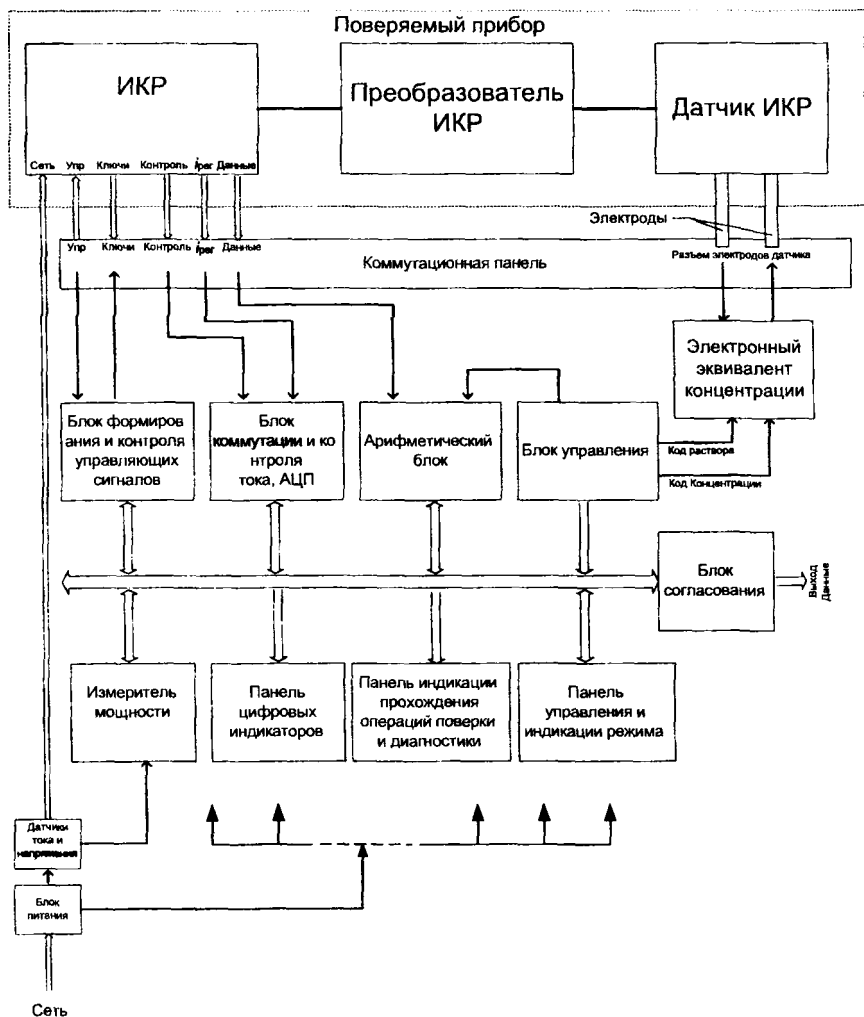 Поверяемый прибор
ИКР
Преобразователь
ИКР
Датчик ИКР
Сеть Упр Ключи Контроль Iрег Данные
Электроды
Упр Ключи Контроль Iрег Данные
Разъем электродов датчика
Коммутационная панель
Электронный
эквивалент
концентрации
Блок формиров
ания и контроля
управляющих
сигналов
Блок
коммутации и ко
нтроля
тока, АЦП
Арифметический
блок
Блок управления
Код раствора
Код Концентрации
Блок
согласования
Выход
Данные
Измеритель
мощности
Панель
цифровых
индикаторов
Панель индикации
прохождения
операций поверки
и диагностики
Панель
управления и
индикации режима
Датчики
тока и
напряжения
Блок
питания
Сеть